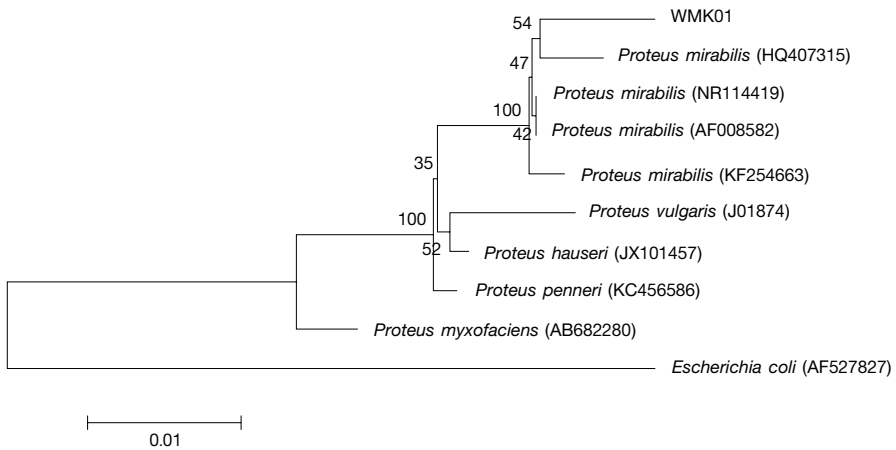 54
WMK01
Proteus mirabilis (HQ407315)
47
Proteus mirabilis (NR114419)
100
42
Proteus mirabilis (AF008582)
35
Proteus mirabilis (KF254663)
100
Proteus vulgaris (J01874)
52
Proteus hauseri (JX101457)
Proteus penneri (KC456586)
Proteus myxofaciens (AB682280)
Escherichia coli (AF527827)
0.01